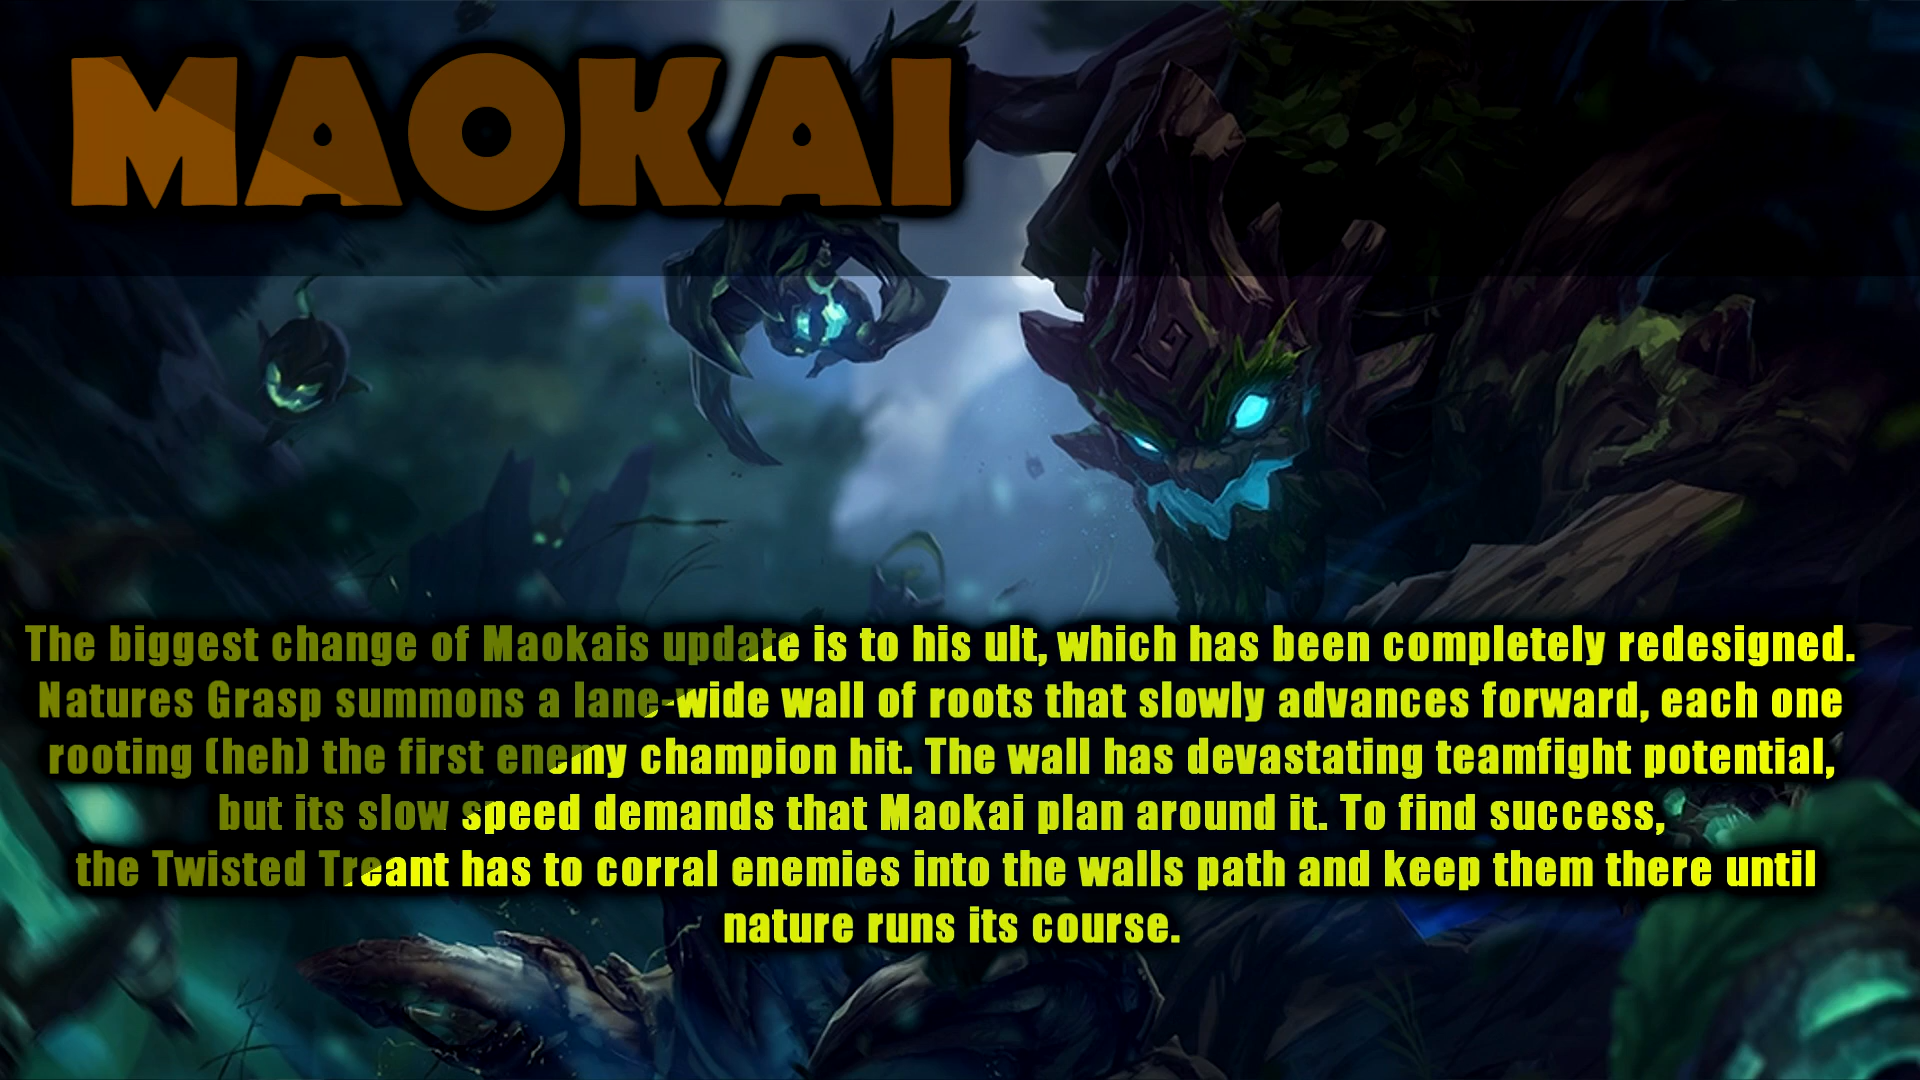 MAOKAI
The biggest change of Maokais update is to his ult, which has been completely redesigned.
Natures Grasp summons a lane-wide wall of roots that slowly advances forward, each one
rooting (heh) the first enemy champion hit. The wall has devastating teamfight potential,
but its slow speed demands that Maokai plan around it. To find success,
the Twisted Treant has to corral enemies into the walls path and keep them there until
nature runs its course.